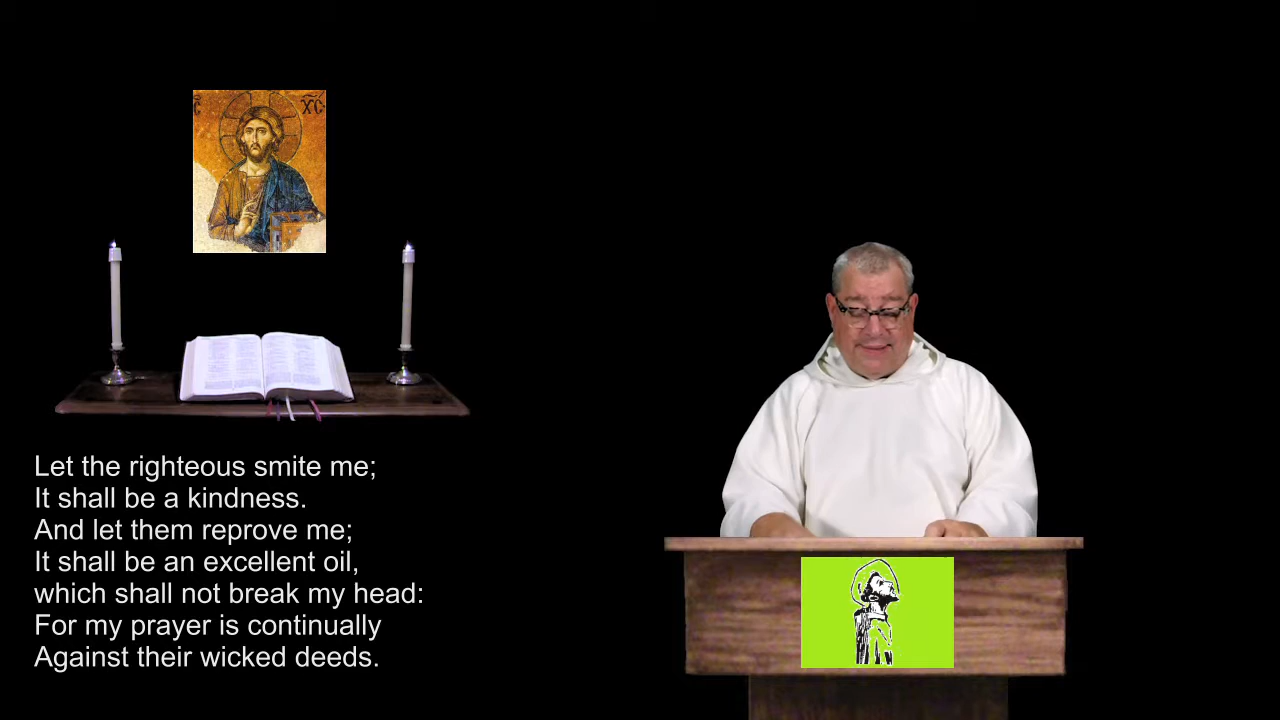 C
XC
Let the righteous smite me;
It shall be a kindness.
And let them reprove me;
It shall be an excellent oil,
which shall not break my head:
For my prayer is continually
Against their wicked deeds.